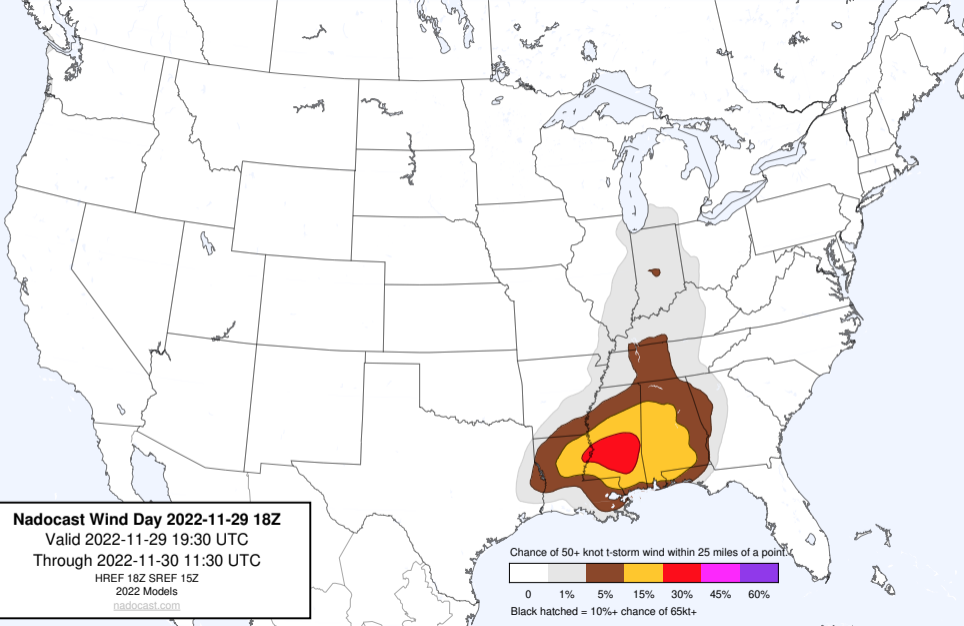 Nadocast Wind Day 2022-11-29 18Z
Valid 2022-11-29 19:30 UTC
Through 2022-11-30 11:30 UTC
HREF 18Z SREF 15Z
2022 Models
nadocast.com
Chance of 50+ knot t-storm wind within 25 miles of a point.
0 1% 5% 15% 30% 45% 60%
Black hatched = 10%+ chance of 65kt+